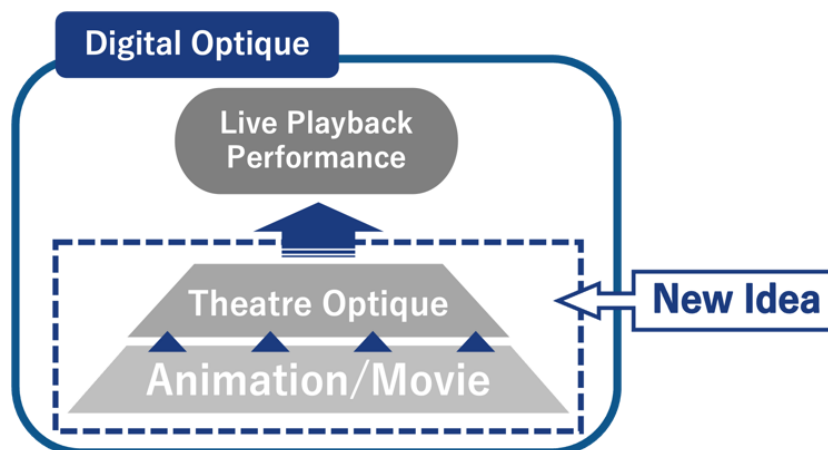 Digital Optique
Live Playback
Performance
Theatre Optique
New Idea
Animation/Movie